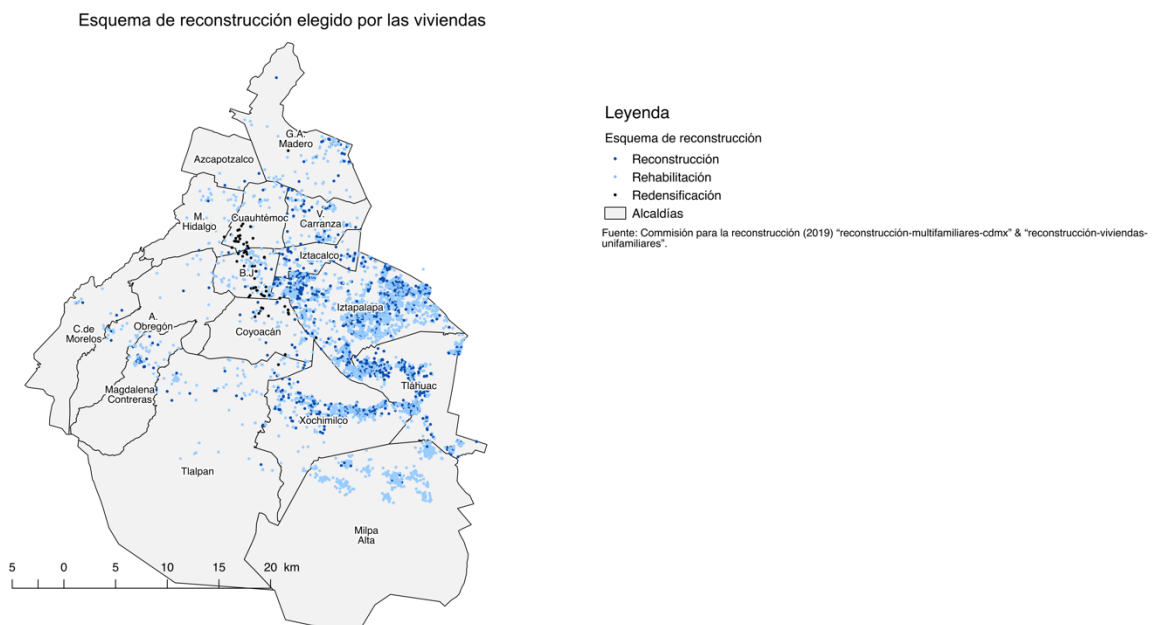 Esquema de reconstrucción elegido por las viviendas
G.A.
Madero
Azcapotzalco
M.
Hidalgo
Cuauhtémoc
V.
Carranza
Iztacalco
B.J.
Iztapalapa
A.
Obregón
Coyoacán
C.de
Morelos
Magdalena
Contreras
Tláhuac
Xochimilco
Tlalpan
Milpa
Alta
5 0 5 10 15 20 km
Leyenda
Esquema de reconstrucción
Reconstrucción
Rehabilitación
Redensificación
Alcaldías
Fuente: Commisión para la reconstrucción (2019) “reconstrucción-multifamiliares-cdmx” & “reconstrucción-viviendas-
unifamiliares”.